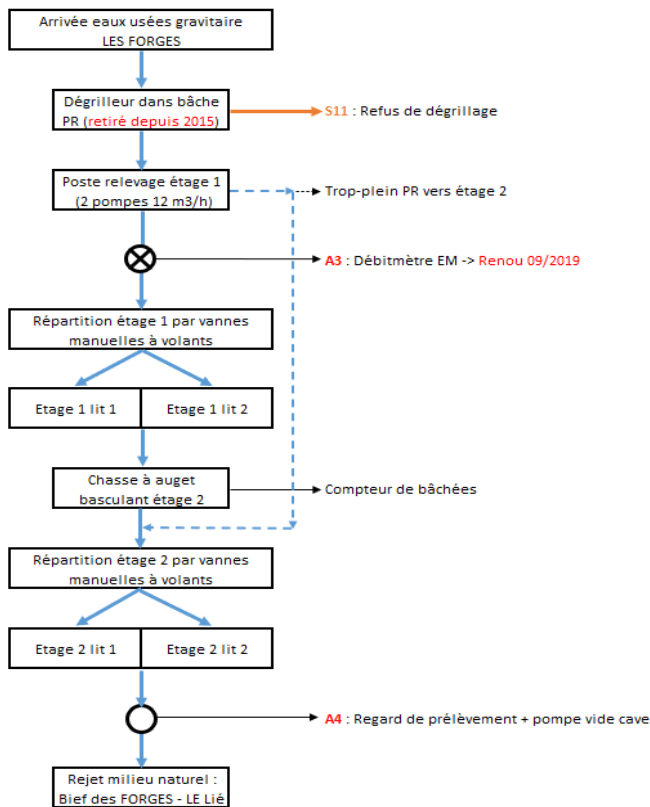 Arrivée eaux usées gravitaire
LES FORGES
Dégrilleur dans bâche
PR (retiré depuis 2015)
S11 : Refus de dégrillage
Poste relevage étage 1
(2 pompes 12 m3/h)
Trop-plein PR vers étage 2
A3 : Débitmètre EM -> Renou 09/2019
Répartition étage 1 par vannes
manuelles à volants
Etage 1 lit 1
Etage 1 lit 2
Chasse à auget
basculant étage 2
Compteur de bâchées
Répartition étage 2 par vannes
manuelles à volants
Etage 2 lit 1
Etage 2 lit 2
A4 : Regard de prélèvement + pompe vide cave
Rejet milieu naturel :
Bief des FORGES - LE Lié